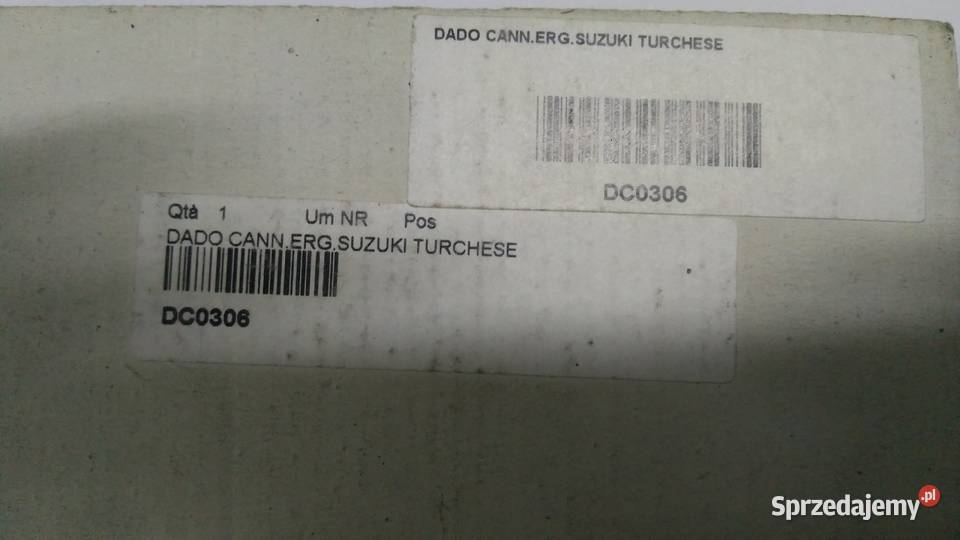 DADO CANN.ERG.SUZUKI TURCHESE
DC0306
Qtà 1 Um NR Pos
DADO CANN.ERG.SUZUKI TURCHESE
DC0306
Sprzedajemy.pl